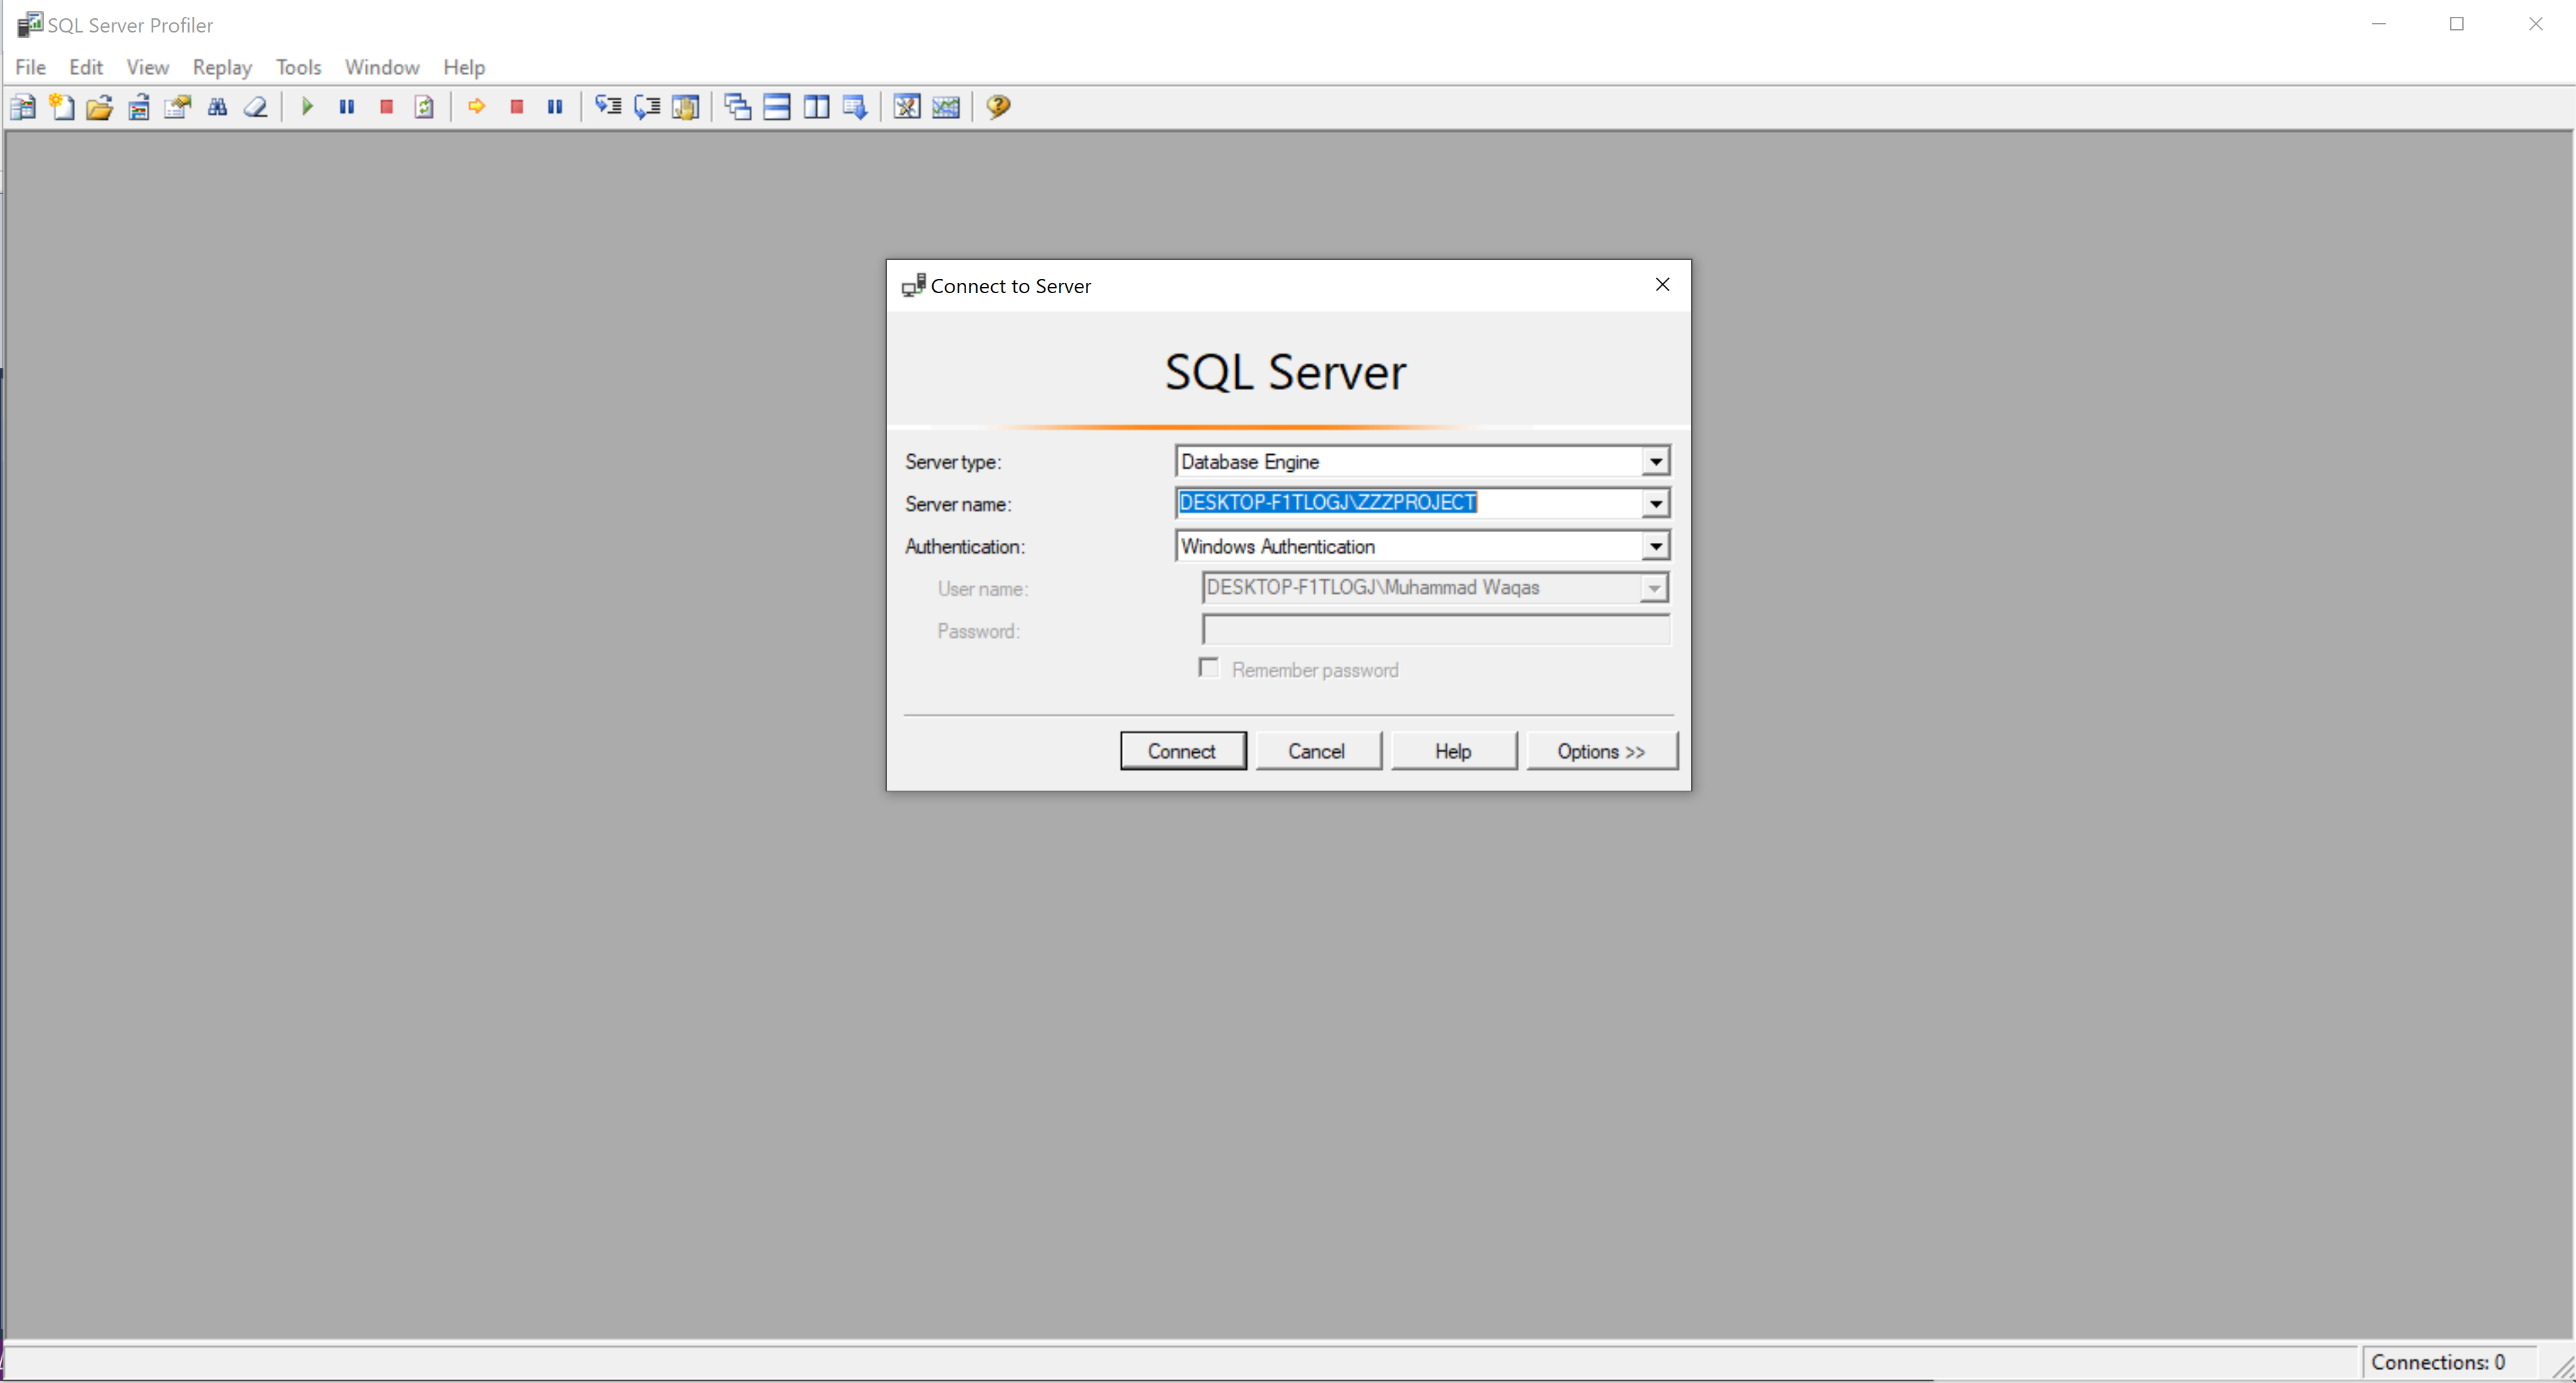 SQL Server Profiler
File Edit View Replay Tools Window Help
Connect to Server
SQL Server
Server type: Database Engine
Server name: DESKTOP-F1TLOGJ\ZZZPROJECT
Authentication: Windows Authentication
User name: DESKTOP-F1TLOGJ\Muhammad Waqas
Password:
Remember password
Connect Cancel Help Options >>
Connections: 0